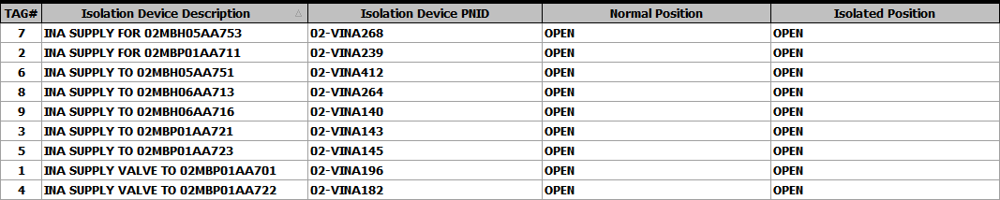 TAG# Isolation Device Description Isolation Device PNID Normal Position Isolated Position
7 INA SUPPLY FOR 02MBH05AA753 02-VINA268 OPEN OPEN
2 INA SUPPLY FOR 02MBP01AA711 02-VINA239 OPEN OPEN
6 INA SUPPLY TO 02MBH05AA751 02-VINA412 OPEN OPEN
8 INA SUPPLY TO 02MBH06AA713 02-VINA264 OPEN OPEN
9 INA SUPPLY TO 02MBH06AA716 02-VINA140 OPEN OPEN
3 INA SUPPLY TO 02MBP01AA721 02-VINA143 OPEN OPEN
5 INA SUPPLY TO 02MBP01AA723 02-VINA145 OPEN OPEN
1 INA SUPPLY VALVE TO 02MBP01AA701 02-VINA196 OPEN OPEN
4 INA SUPPLY VALVE TO 02MBP01AA722 02-VINA182 OPEN OPEN